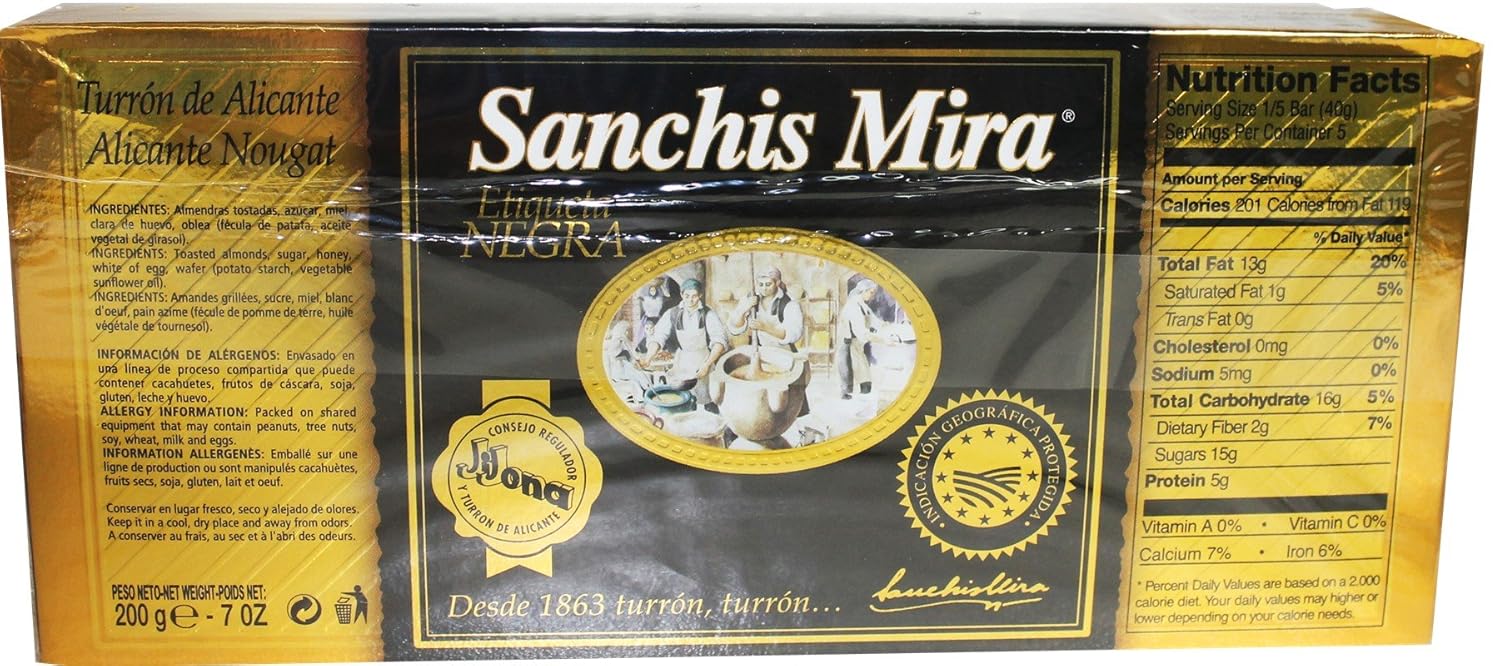 Turrón de Alicante
Alicante Nougat
INGREDIENTES: Almendras tostadas, azúcar, miel,
clara de huevo, oblea (fécula de patata, aceite
vegetal de girasol).
INGREDIENTS: Toasted almonds, sugar, honey,
white of egg, wafer (potato starch, vegetable
sunflower oil).
INGREDIENTS: Amandes grillées, sucre, miel, blanc
d'oeuf, pain azime (fécule de pomme de terre, huile
végétale de tournesol).
INFORMACIÓN DE ALÉRGENOS: Envasado en
una línea de proceso compartida que puede
contener cacahuetes, frutos de cáscara, soja,
gluten, leche y huevo.
ALLERGY INFORMATION: Packed on shared
equipment that may contain peanuts, tree nuts,
soy, wheat, milk and eggs.
INFORMATION ALLERGENÈS: Emballé sur une
ligne de production ou sont manipulés cacahuètes,
fruits secs, soja, gluten, lait et oeuf.
Conservar en lugar fresco, seco y alejado de olores.
Keep it in a cool, dry place and away from odors.
A conserver au frais, au sec et à l'abri des odeurs.
PESO NETO-NET WEIGHT-POIDS NET:
200 g e - 7 OZ
Sanchis Mira®
Etiqueta
NEGRA
CONSEJO REGULADOR
Jijona
Y TURRÓN DE ALICANTE
INDICACIÓN GEOGRÁFICA PROTEGIDA
Desde 1863 turrón, turrón...
Sanchis Mira
Nutrition Facts
Serving Size 1/5 Bar (40g)
Servings Per Container 5
Amount per Serving
Calories 201 Calories from Fat 119
% Daily Value*
Total Fat 13g 20%
Saturated Fat 1g 5%
Trans Fat 0g
Cholesterol 0mg 0%
Sodium 5mg 0%
Total Carbohydrate 16g 5%
Dietary Fiber 2g 7%
Sugars 15g
Protein 5g
Vitamin A 0% • Vitamin C 0%
Calcium 7% • Iron 6%
* Percent Daily Values are based on a 2.000
calorie diet. Your daily values may higher or
lower depending on your calorie needs.